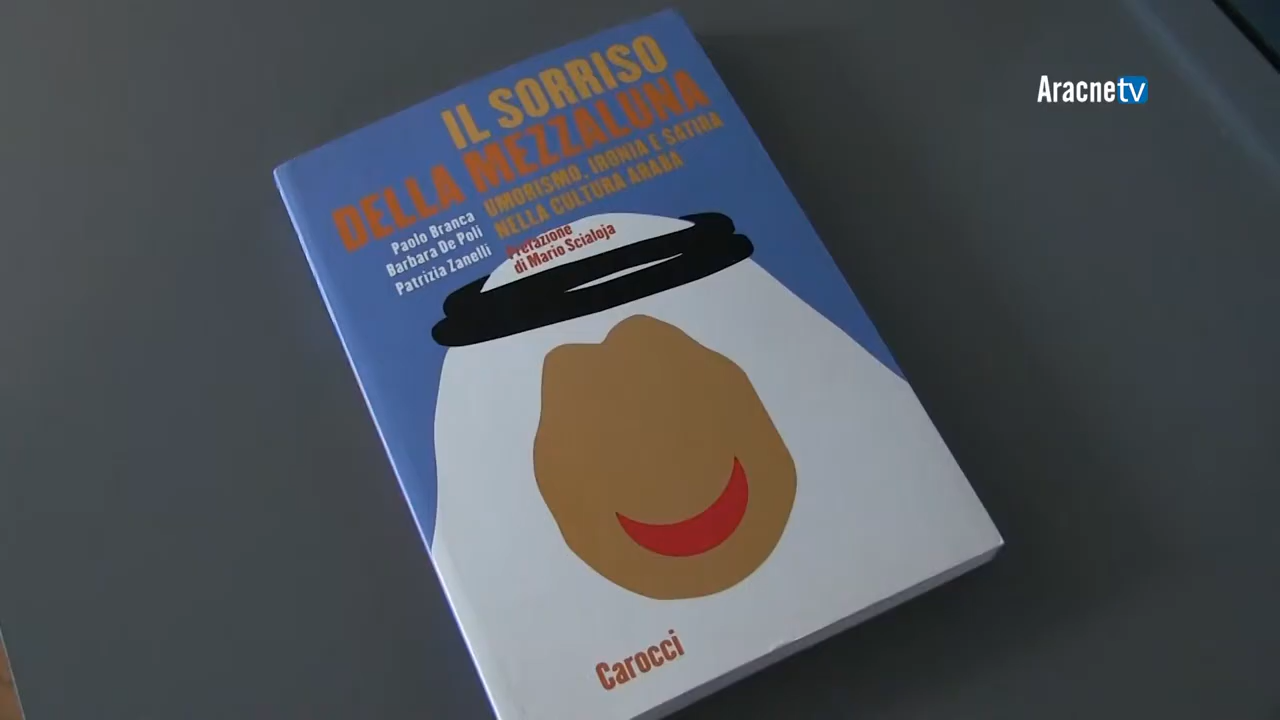 IL SORRISO
DELLA MEZZALUNA
UMORISMO, IRONIA E SATIRA
NELLA CULTURA ARABA
Paolo Branca
Barbara De Poli
Patrizia Zanelli
Prefazione
di Mario Scialoja
Carocci
Aracnetv